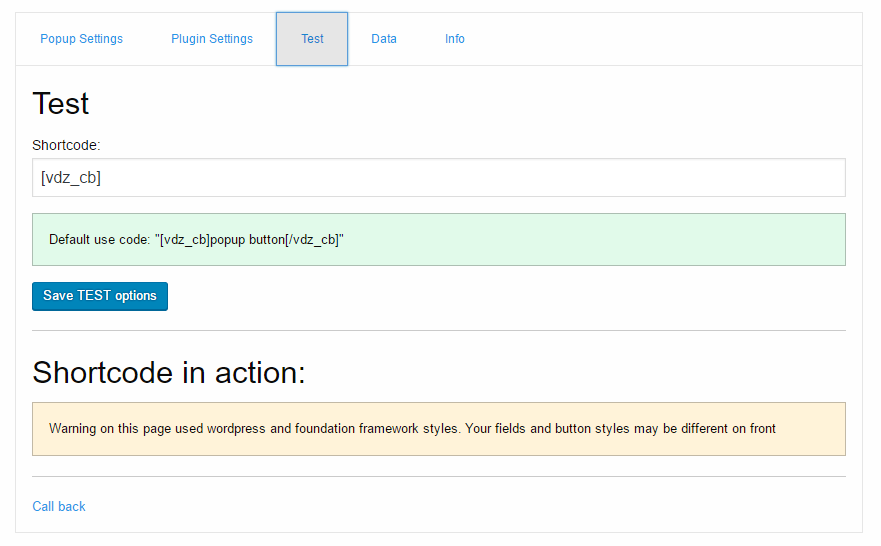 Popup Settings Plugin Settings Test Data Info
Test
Shortcode:
[vdz_cb]
Default use code: "[vdz_cb]popup button[/vdz_cb]"
Save TEST options
Shortcode in action:
Warning on this page used wordpress and foundation framework styles. Your fields and button styles may be different on front
Call back